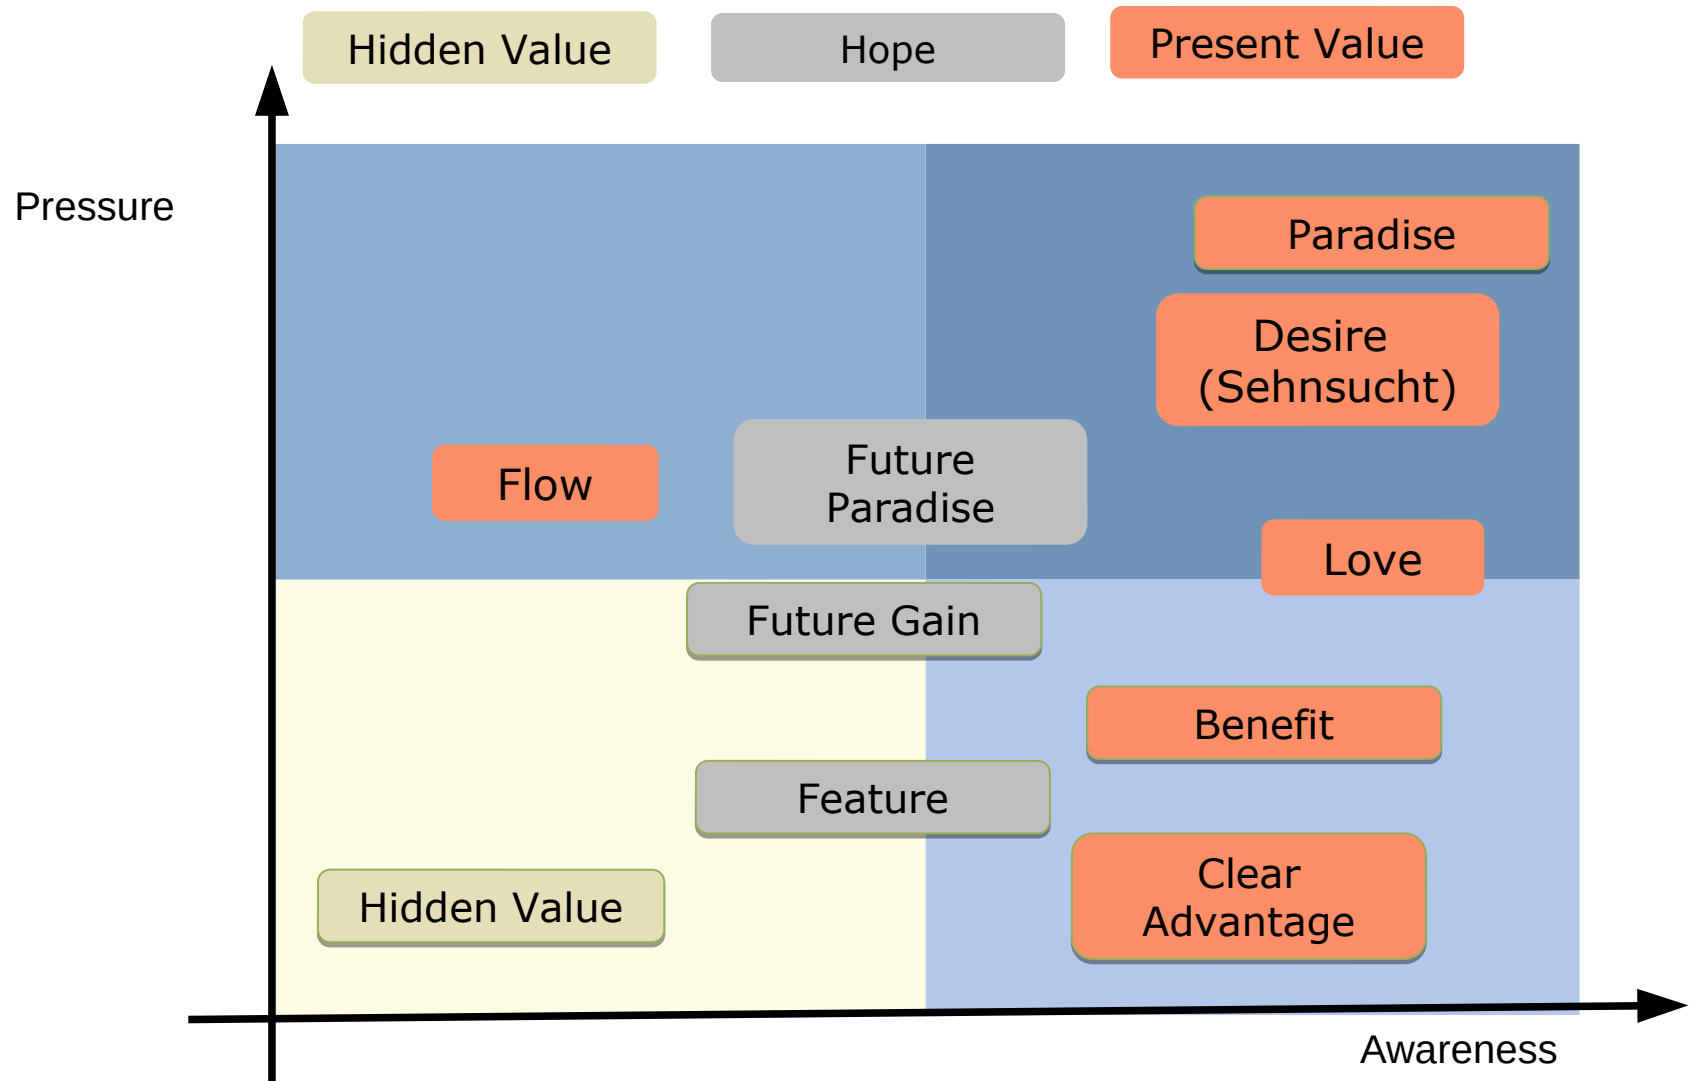 Hidden Value
Hope
Present Value
Pressure
Paradise
Desire
(Sehnsucht)
Future
Paradise
Flow
Love
Future Gain
Benefit
Feature
Clear
Advantage
Hidden Value
Awareness